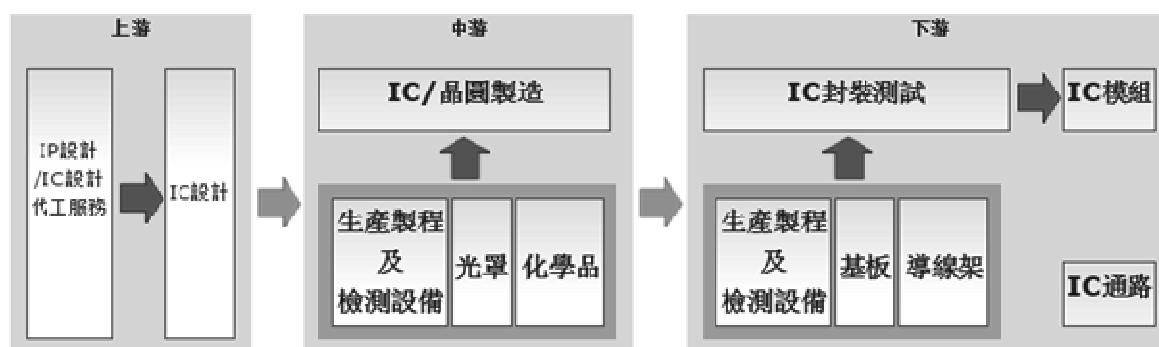 上游
IP設計
/IC設計
代工服務
IC設計
中游
IC/晶圓製造
生產製程
及
檢測設備
光罩
化學品
下游
IC封裝測試
IC模組
生產製程
及
檢測設備
基板
導線架
IC通路